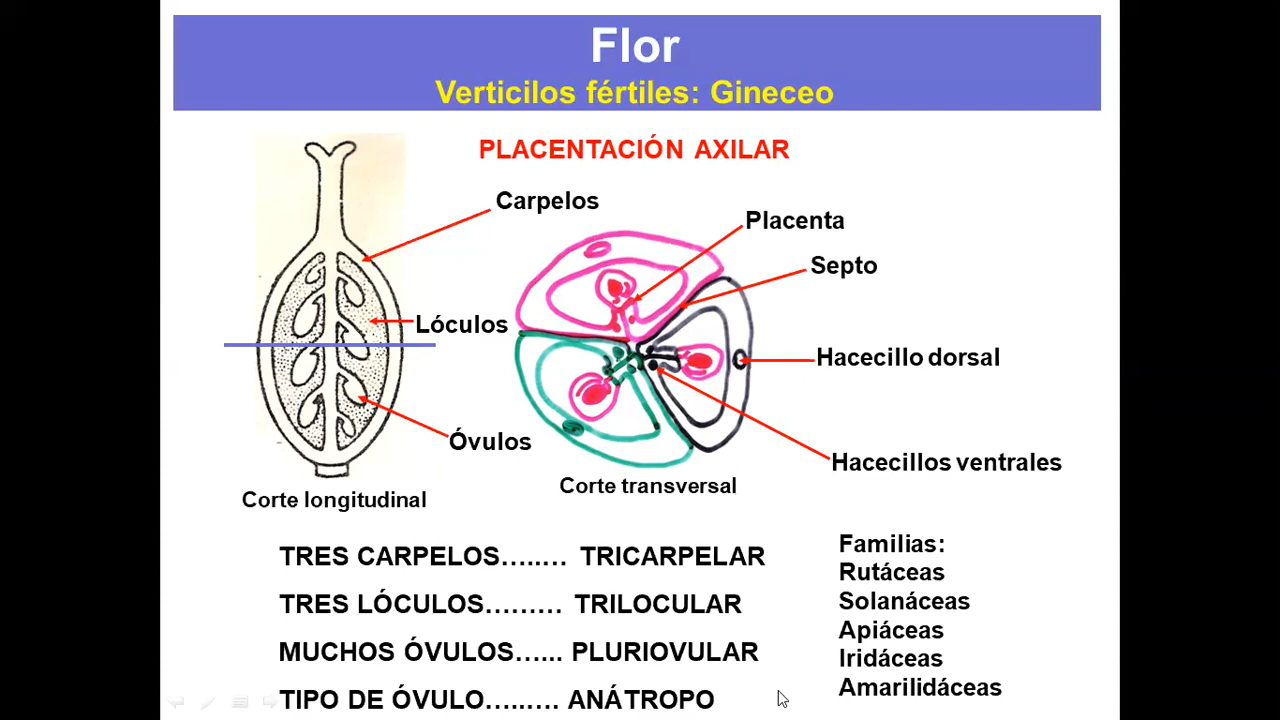 Flor
Verticilos fértiles: Gineceo
PLACENTACIÓN AXILAR
Carpelos
Placenta
Septo
Lóculos
Hacecillo dorsal
Óvulos
Hacecillos ventrales
Corte longitudinal
Corte transversal
TRES CARPELOS…..… TRICARPELAR
TRES LÓCULOS……… TRILOCULAR
MUCHOS ÓVULOS…... PLURIOVULAR
TIPO DE ÓVULO…..…. ANÁTROPO
Familias:
Rutáceas
Solanáceas
Apiáceas
Iridáceas
Amarilidáceas